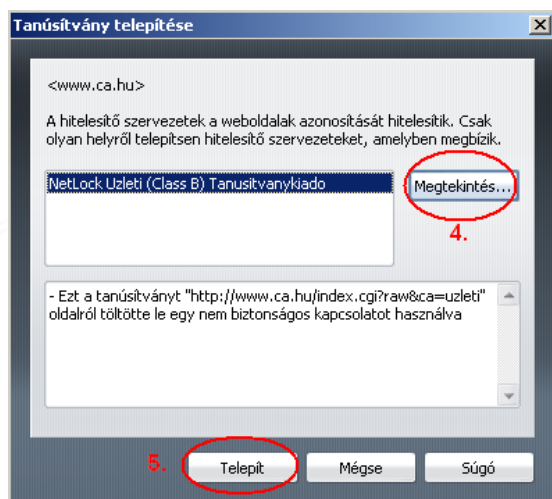 Tanúsítvány telepítése
<www.ca.hu>
A hitelesítő szervezetek a weboldalak azonosítását hitelesítik. Csak
olyan helyről telepítsen hitelesítő szervezeteket, amelyben megbízik.
NetLock Uzleti (Class B) Tanusitvanykiado
Megtekintés...
4.
- Ezt a tanúsítványt "http://www.ca.hu/index.cgi?raw&ca=uzleti"
oldalról töltötte le egy nem biztonságos kapcsolatot használva
5.
Telepít
Mégse
Súgó